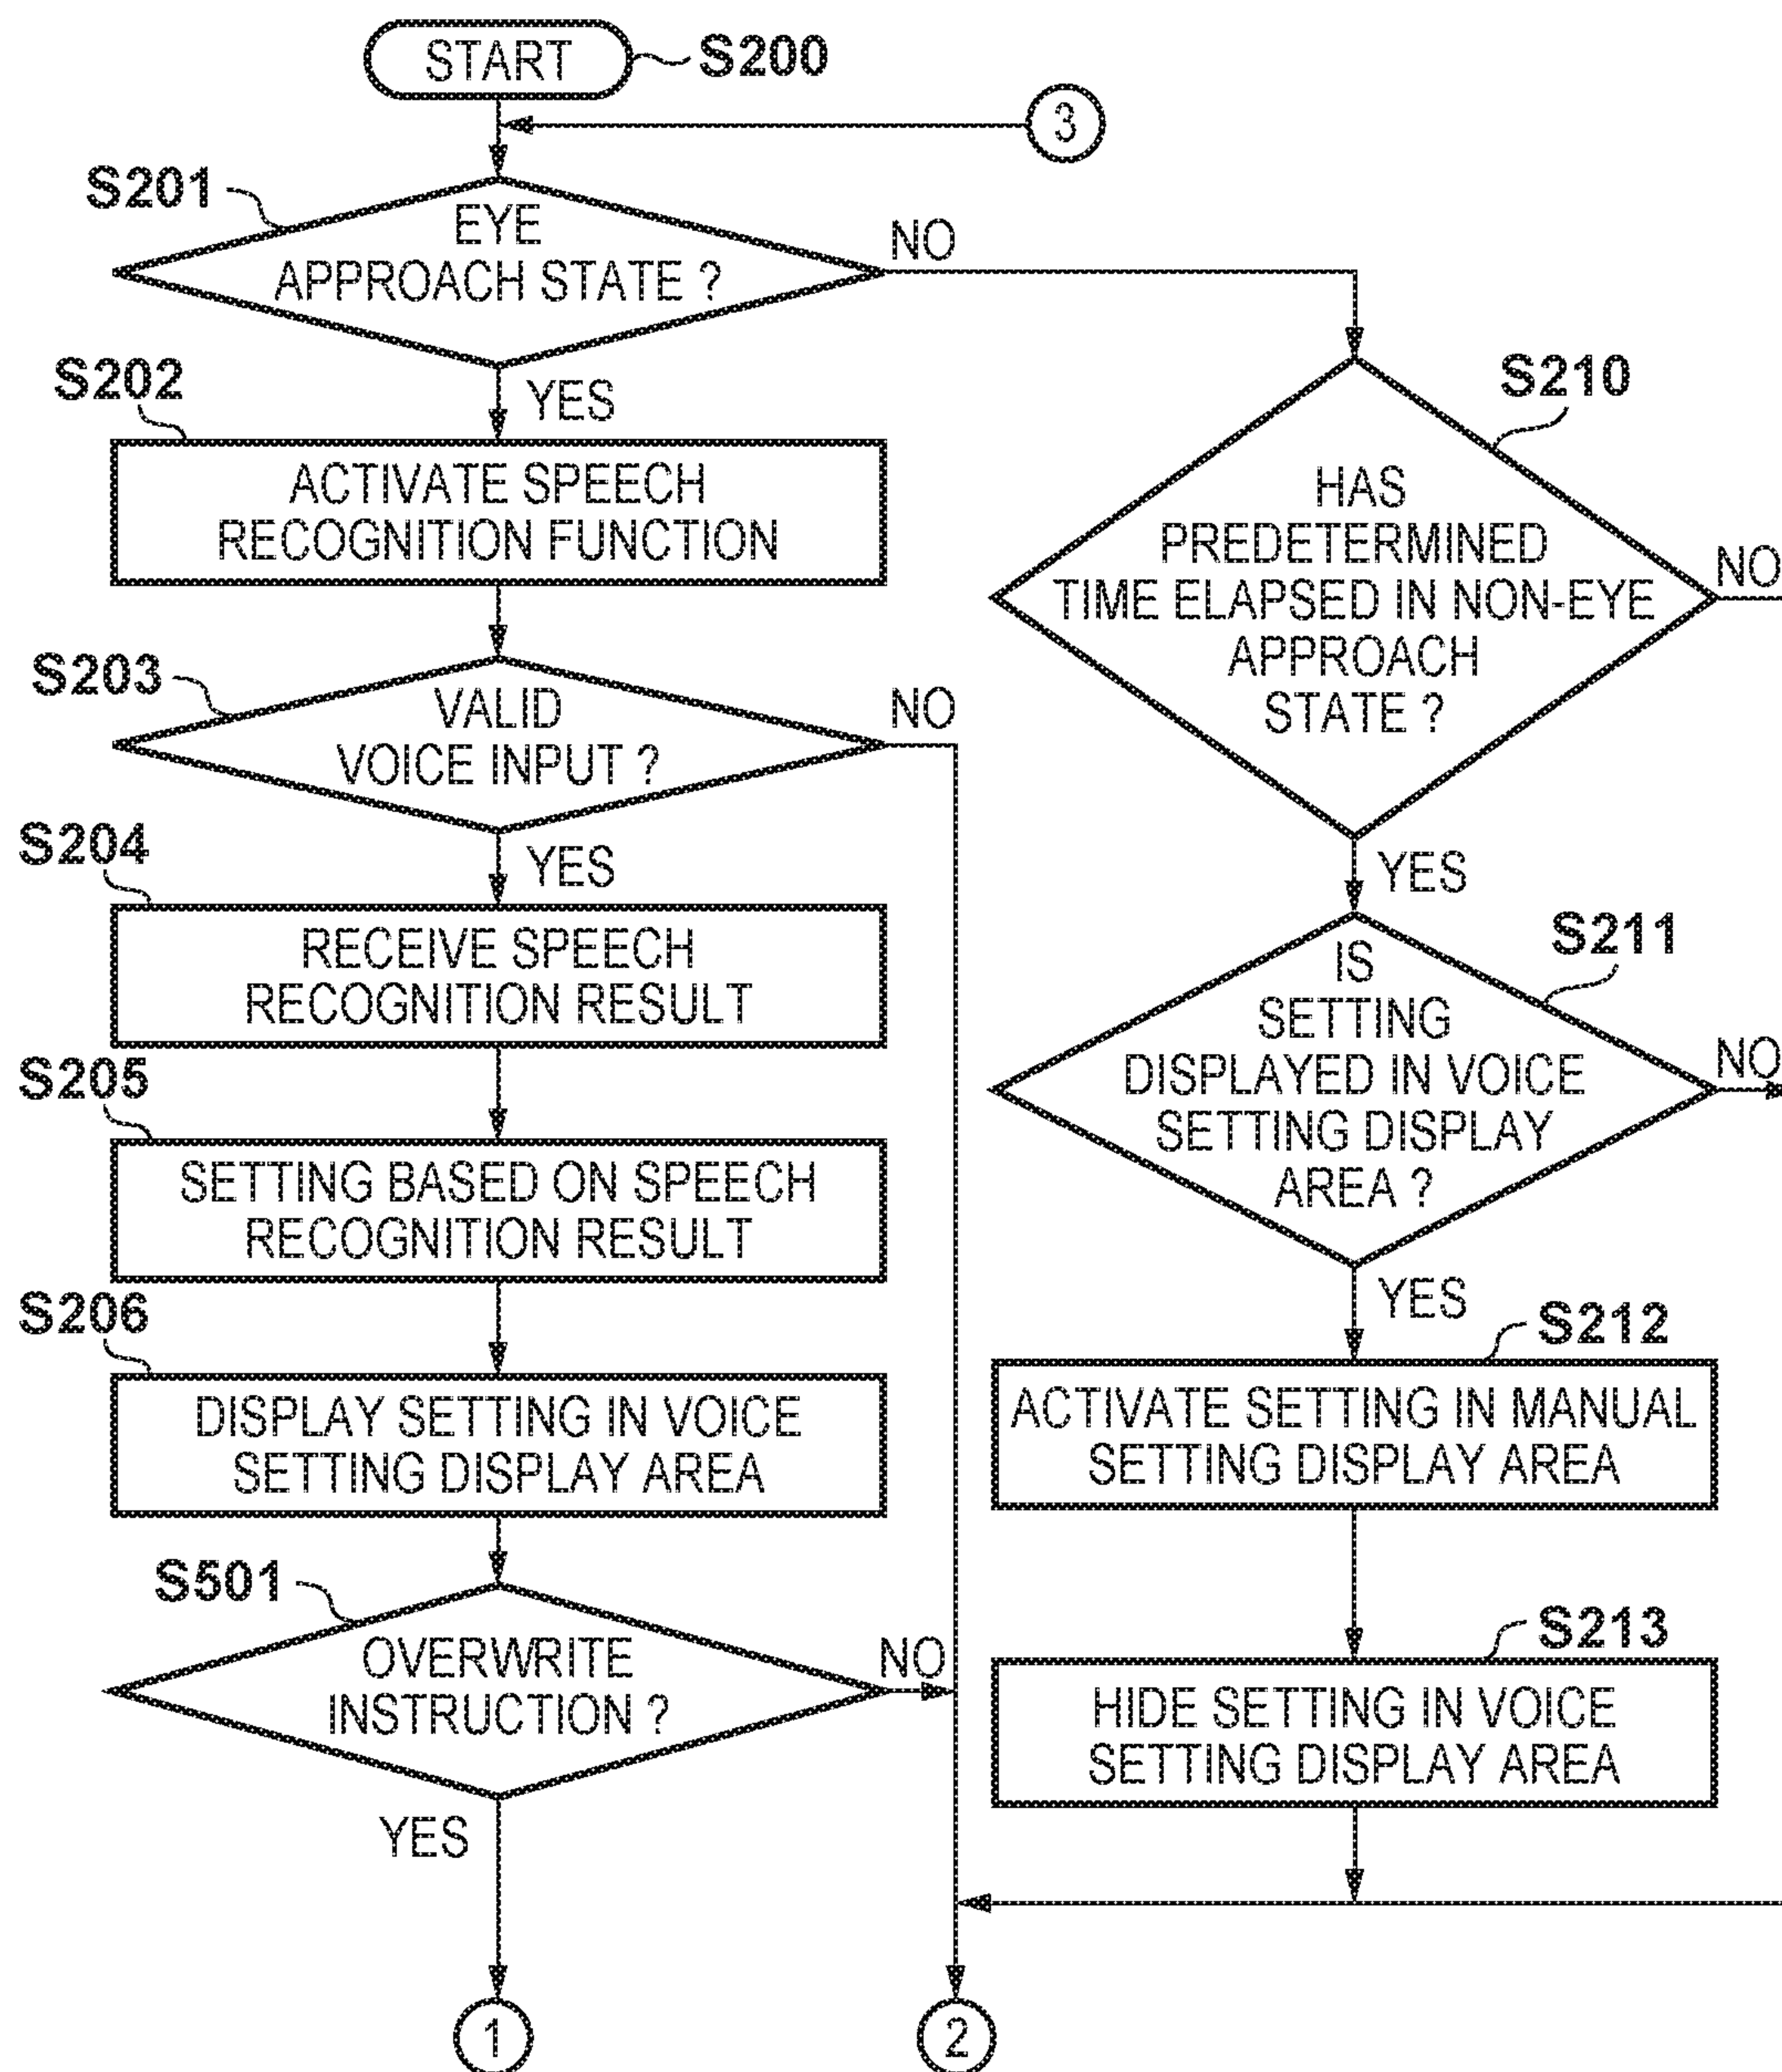 START
S200
3
S201
EYE
APPROACH STATE ?
NO
YES
S202
ACTIVATE SPEECH
RECOGNITION FUNCTION
S203
VALID
VOICE INPUT ?
NO
YES
S204
RECEIVE SPEECH
RECOGNITION RESULT
S205
SETTING BASED ON SPEECH
RECOGNITION RESULT
S206
DISPLAY SETTING IN VOICE
SETTING DISPLAY AREA
S501
OVERWRITE
INSTRUCTION ?
NO
YES
1
2
S210
HAS
PREDETERMINED
TIME ELAPSED IN NON-EYE
APPROACH
STATE ?
NO
YES
S211
IS
SETTING
DISPLAYED IN VOICE
SETTING DISPLAY
AREA ?
NO
YES
S212
ACTIVATE SETTING IN MANUAL
SETTING DISPLAY AREA
S213
HIDE SETTING IN VOICE
SETTING DISPLAY AREA